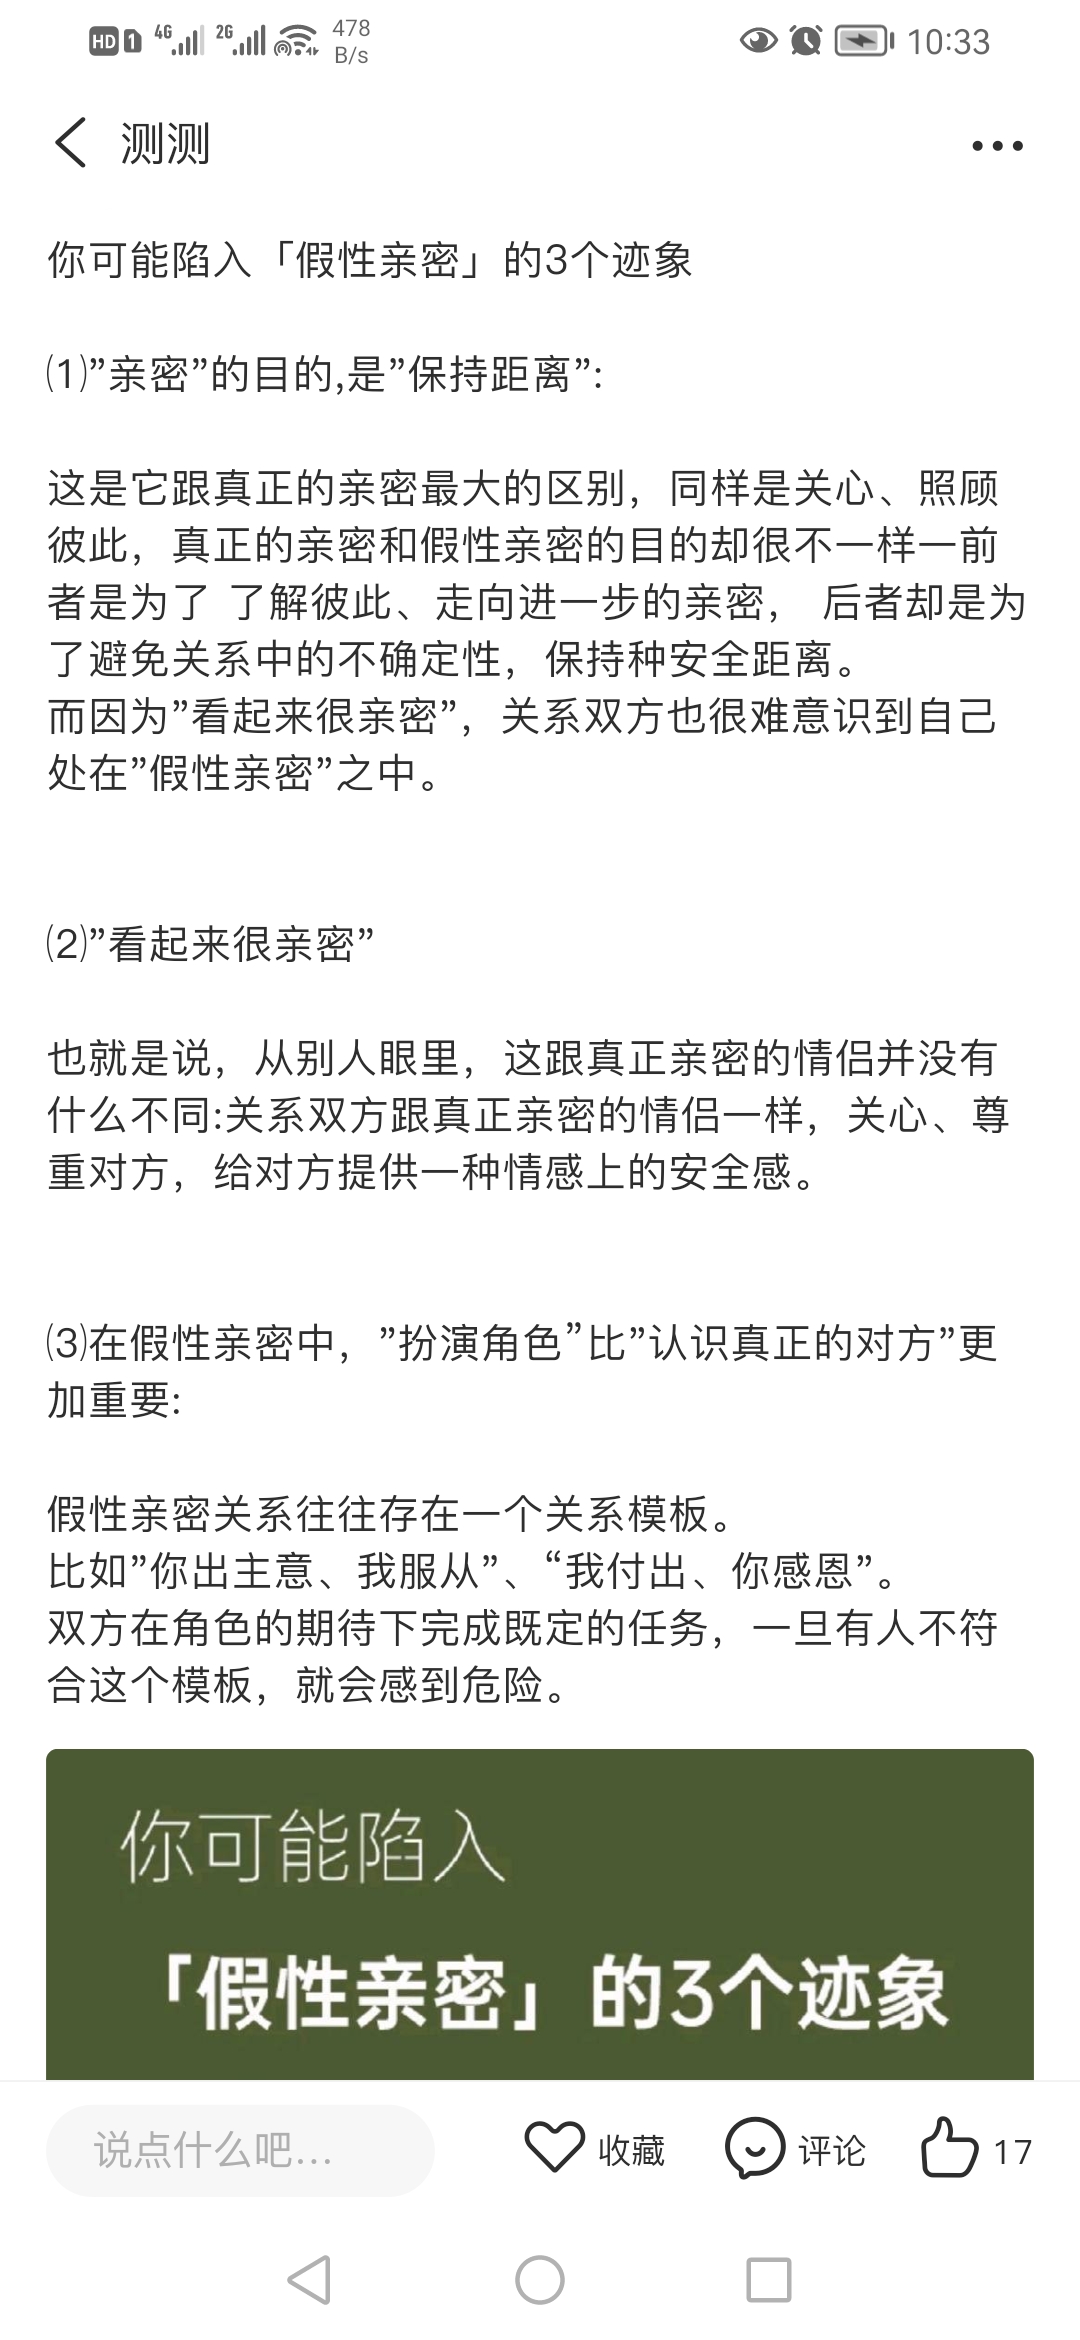 HD 1 4G 2G 478 B/s 10:33
测测
你可能陷入「假性亲密」的3个迹象
(1)”亲密”的目的,是”保持距离”:
这是它跟真正的亲密最大的区别，同样是关心、照顾
彼此，真正的亲密和假性亲密的目的却很不一样一前
者是为了 了解彼此、走向进一步的亲密， 后者却是为
了避免关系中的不确定性，保持种安全距离。
而因为”看起来很亲密”，关系双方也很难意识到自己
处在”假性亲密”之中。
(2)”看起来很亲密”
也就是说，从别人眼里，这跟真正亲密的情侣并没有
什么不同:关系双方跟真正亲密的情侣一样，关心、尊
重对方，给对方提供一种情感上的安全感。
(3)在假性亲密中，”扮演角色”比”认识真正的对方”更
加重要:
假性亲密关系往往存在一个关系模板。
比如”你出主意、我服从”、“我付出、你感恩”。
双方在角色的期待下完成既定的任务，一旦有人不符
合这个模板，就会感到危险。
你可能陷入
「假性亲密」的3个迹象
说点什么吧... 收藏 评论 17